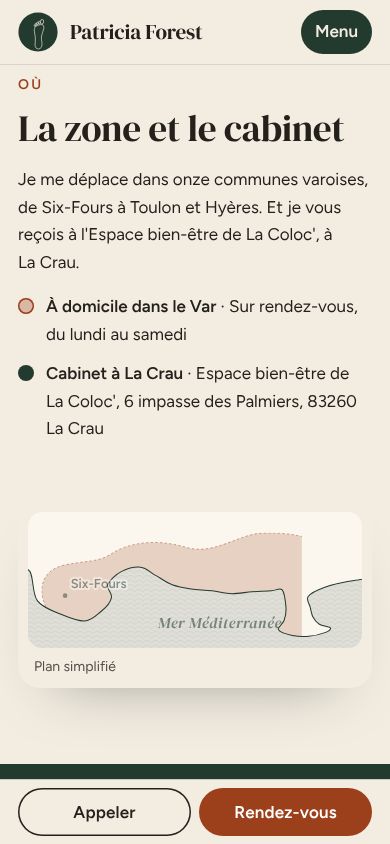 Patricia Forest
Menu
OÙ
La zone et le cabinet
Je me déplace dans onze communes varoises,
de Six-Fours à Toulon et Hyères. Et je vous
reçois à l'Espace bien-être de La Coloc', à
La Crau.
À domicile dans le Var · Sur rendez-vous,
du lundi au samedi
Cabinet à La Crau · Espace bien-être de
La Coloc', 6 impasse des Palmiers, 83260
La Crau
Six-Fours
Mer Méditerranée
Plan simplifié
Appeler
Rendez-vous